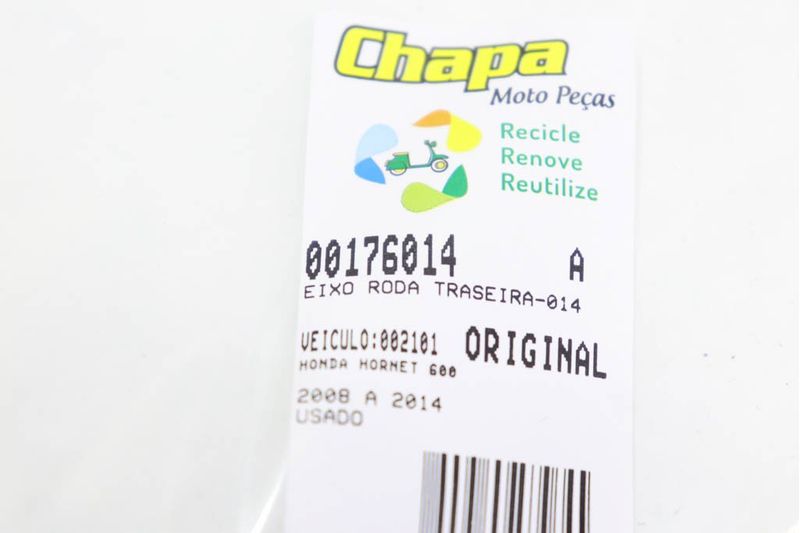 Chapa
Moto Peças
Recicle
Renove
Reutilize
00176014 A
EIXO RODA TRASEIRA-014
VEICULO:002101 ORIGINAL
HONDA HORNET 600
2008 A 2014
USADO